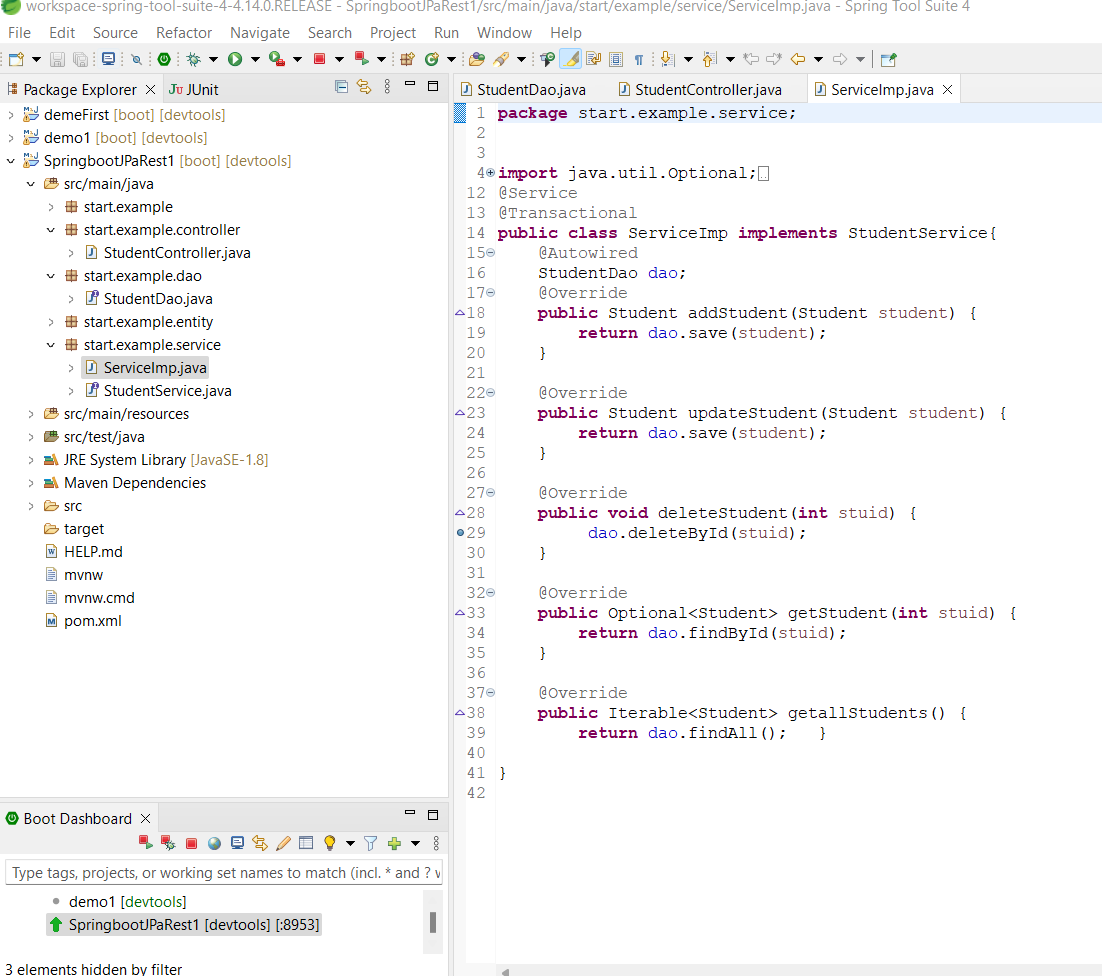 workspace-spring-tool-suite-4-4.14.0.RELEASE - SpringbootJPaRest1/src/main/java/start/example/service/ServiceImp.java - Spring Tool Suite 4
File Edit Source Refactor Navigate Search Project Run Window Help
Package Explorer
JUnit
demeFirst [boot] [devtools]
demo1 [boot] [devtools]
SpringbootJPaRest1 [boot] [devtools]
src/main/java
start.example
start.example.controller
StudentController.java
start.example.dao
StudentDao.java
start.example.entity
start.example.service
ServiceImp.java
StudentService.java
src/main/resources
src/test/java
JRE System Library [JavaSE-1.8]
Maven Dependencies
src
target
HELP.md
mvnw
mvnw.cmd
pom.xml
Boot Dashboard
Type tags, projects, or working set names to match (incl. * and ? w
demo1 [devtools]
SpringbootJPaRest1 [devtools] [:8953]
3 elements hidden by filter
StudentDao.java StudentController.java ServiceImp.java
1 package start.example.service;
2
3
4 import java.util.Optional;
12 @Service
13 @Transactional
14 public class ServiceImp implements StudentService{
15 @Autowired
16 StudentDao dao;
17 @Override
18 public Student addStudent(Student student) {
19 return dao.save(student);
20 }
21
22 @Override
23 public Student updateStudent(Student student) {
24 return dao.save(student);
25 }
26
27 @Override
28 public void deleteStudent(int stuid) {
29 dao.deleteById(stuid);
30 }
31
32 @Override
33 public Optional<Student> getStudent(int stuid) {
34 return dao.findById(stuid);
35 }
36
37 @Override
38 public Iterable<Student> getallStudents() {
39 return dao.findAll(); }
40
41 }
42